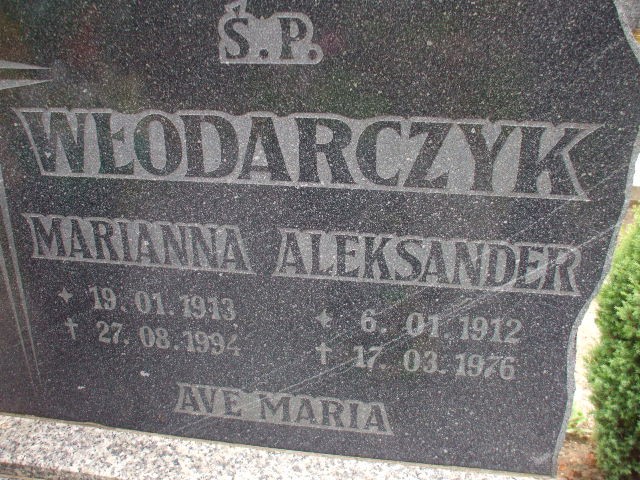 Ś.P.
WŁODARCZYK
MARIANNA ALEKSANDER
19.01.1913 6.01.1912
27.08.1994 17.03.1976
AVE MARIA